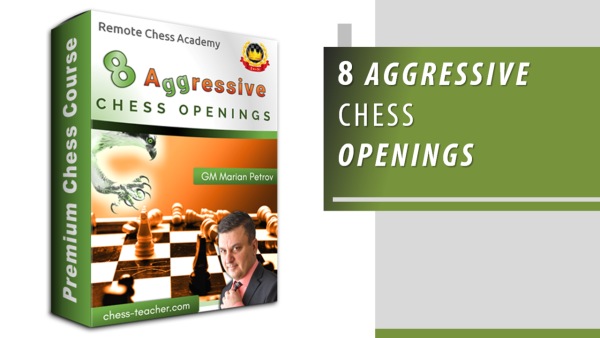 Premium Chess Course
Remote Chess Academy
8 Aggressive
CHESS OPENINGS
GM Marian Petrov
chess-teacher.com
8 AGGRESSIVE
CHESS
OPENINGS